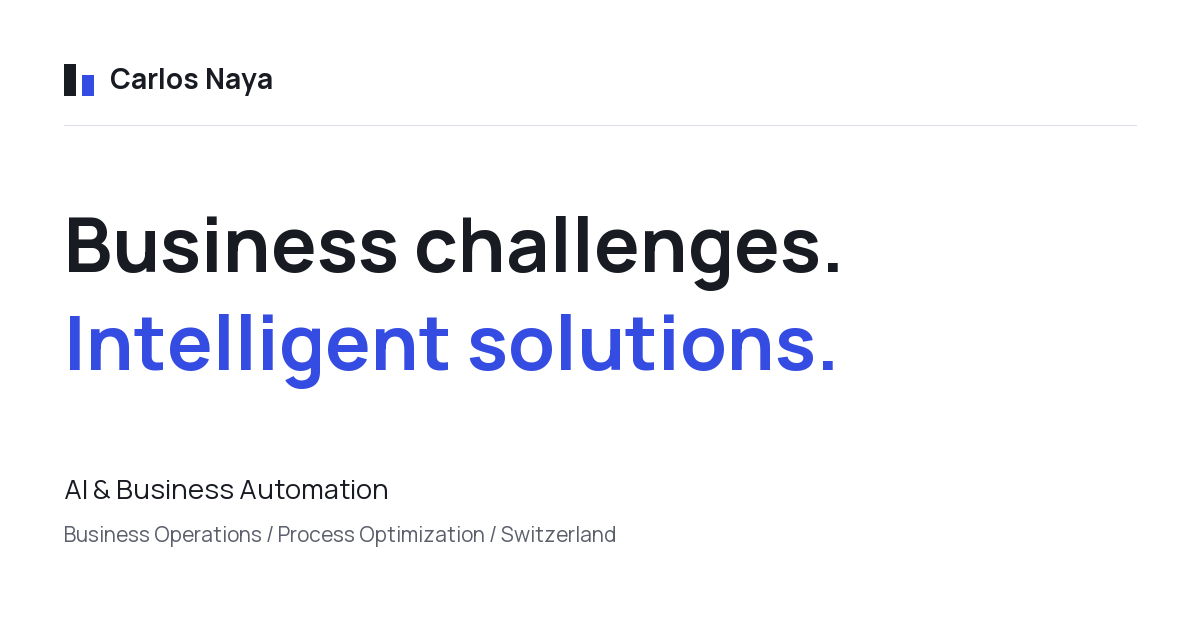 Carlos Naya
Business challenges.
Intelligent solutions.
AI & Business Automation
Business Operations / Process Optimization / Switzerland